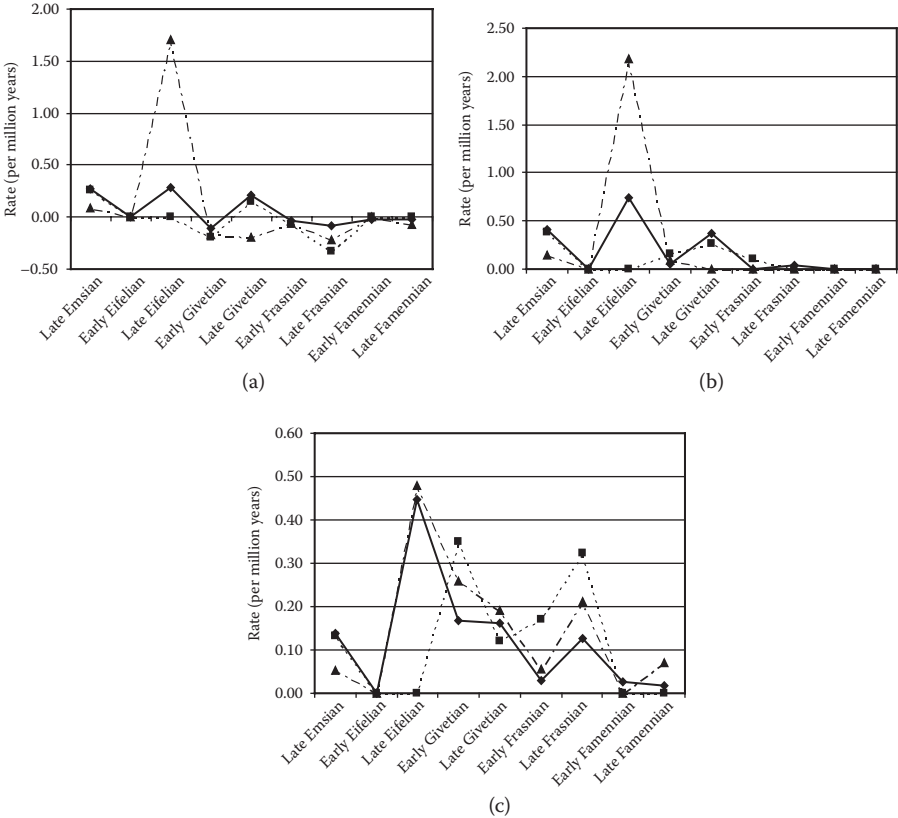 2.00
1.50
1.00
0.50
0.00
−0.50
Rate (per million years)
Late Emsian
Early Eifelian
Late Eifelian
Early Givetian
Late Givetian
Early Frasnian
Late Frasnian
Early Famennian
Late Famennian
(a)
2.50
2.00
1.50
1.00
0.50
0.00
Rate (per million years)
Late Emsian
Early Eifelian
Late Eifelian
Early Givetian
Late Givetian
Early Frasnian
Late Frasnian
Early Famennian
Late Famennian
(b)
0.60
0.50
0.40
0.30
0.20
0.10
0.00
Rate (per million years)
Late Emsian
Early Eifelian
Late Eifelian
Early Givetian
Late Givetian
Early Frasnian
Late Frasnian
Early Famennian
Late Famennian
(c)